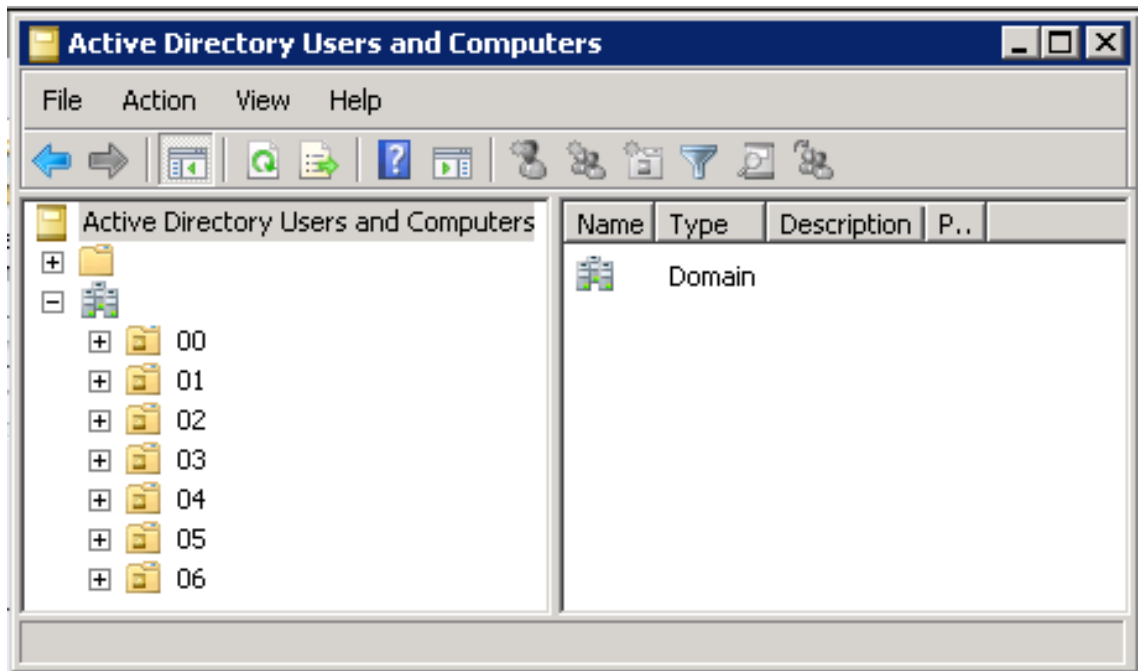 Active Directory Users and Computers
File Action View Help
Active Directory Users and Computers
Name Type Description P..
Domain
00
01
02
03
04
05
06